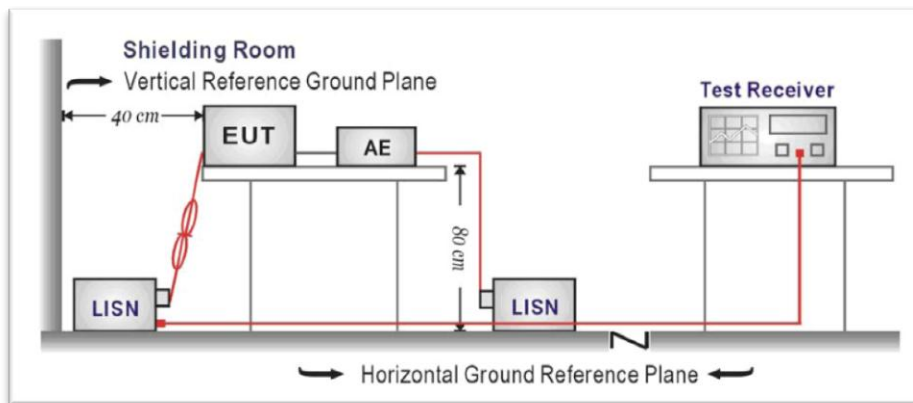 Shielding Room
Vertical Reference Ground Plane
40 cm
EUT
AE
Test Receiver
80 cm
LISN
LISN
Horizontal Ground Reference Plane